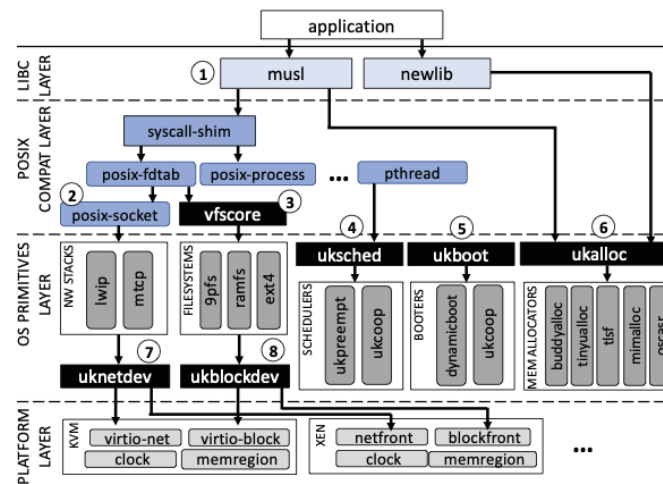 application
LIBC LAYER
1
musl
newlib
POSIX COMPAT LAYER
syscall-shim
posix-fdtab
posix-process
...
pthread
2
posix-socket
vfscore
3
4
5
6
uksched
ukboot
ukalloc
OS PRIMITIVES LAYER
NW STACKS
lwip
mtcp
FILESYSTEMS
9pfs
ramfs
ext4
SCHEDULERS
ukpreempt
ukcoop
BOOTERS
dynamicboot
ukcoop
MEM ALLOCATORS
buddyalloc
tinyualloc
tlsf
mimalloc
7
8
uknetdev
ukblockdev
PLATFORM LAYER
KVM
virtio-net
virtio-block
clock
memregion
XEN
netfront
blockfront
clock
memregion
...